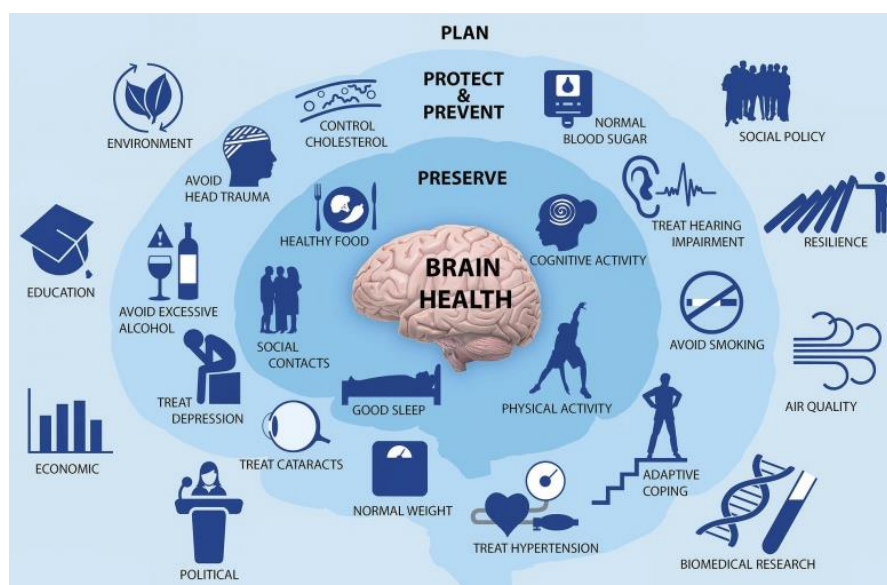 PLAN
PROTECT
&
PREVENT
PRESERVE
BRAIN
HEALTH
HEALTHY FOOD
COGNITIVE ACTIVITY
SOCIAL
CONTACTS
GOOD SLEEP
PHYSICAL ACTIVITY
CONTROL
CHOLESTEROL
NORMAL
BLOOD SUGAR
AVOID
HEAD TRAUMA
TREAT HEARING
IMPAIRMENT
AVOID EXCESSIVE
ALCOHOL
AVOID SMOKING
TREAT
DEPRESSION
TREAT CATARACTS
NORMAL WEIGHT
TREAT HYPERTENSION
ADAPTIVE
COPING
ENVIRONMENT
SOCIAL POLICY
EDUCATION
RESILIENCE
ECONOMIC
AIR QUALITY
POLITICAL
BIOMEDICAL RESEARCH